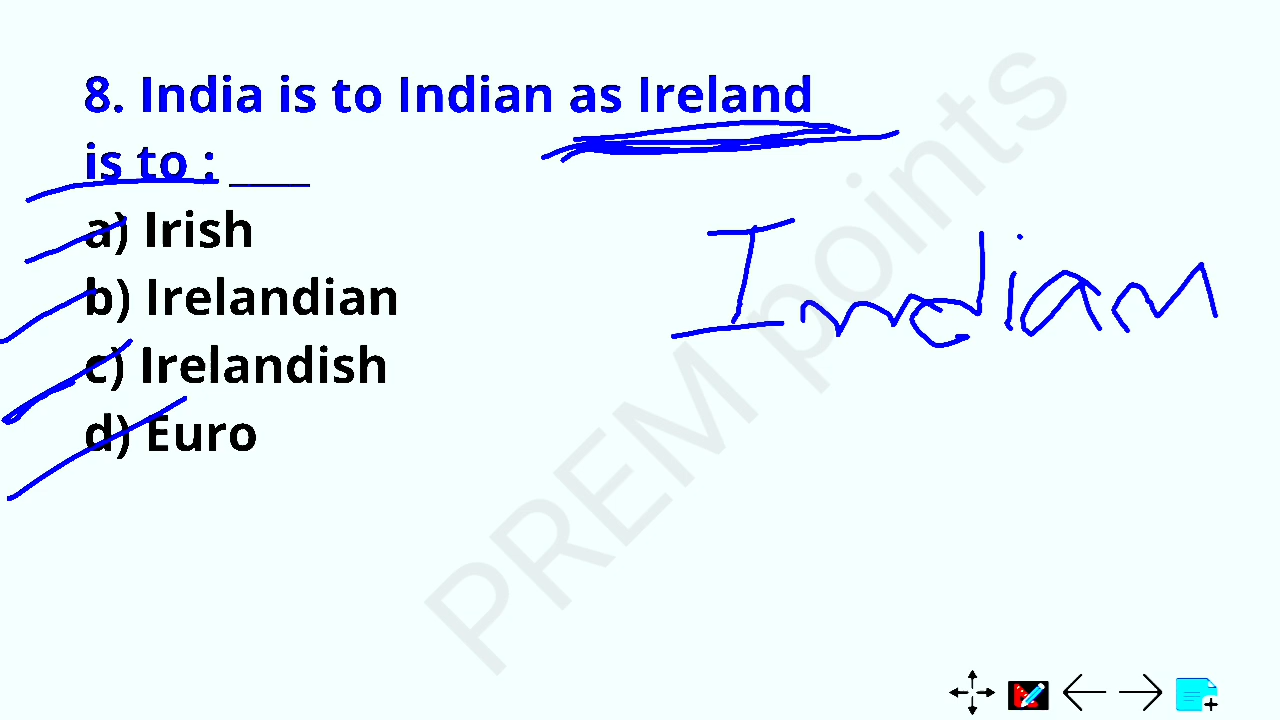 8. India is to Indian as Ireland
is to : ____
a) Irish
b) Irelandian
c) Irelandish
d) Euro
Indian
PREM points